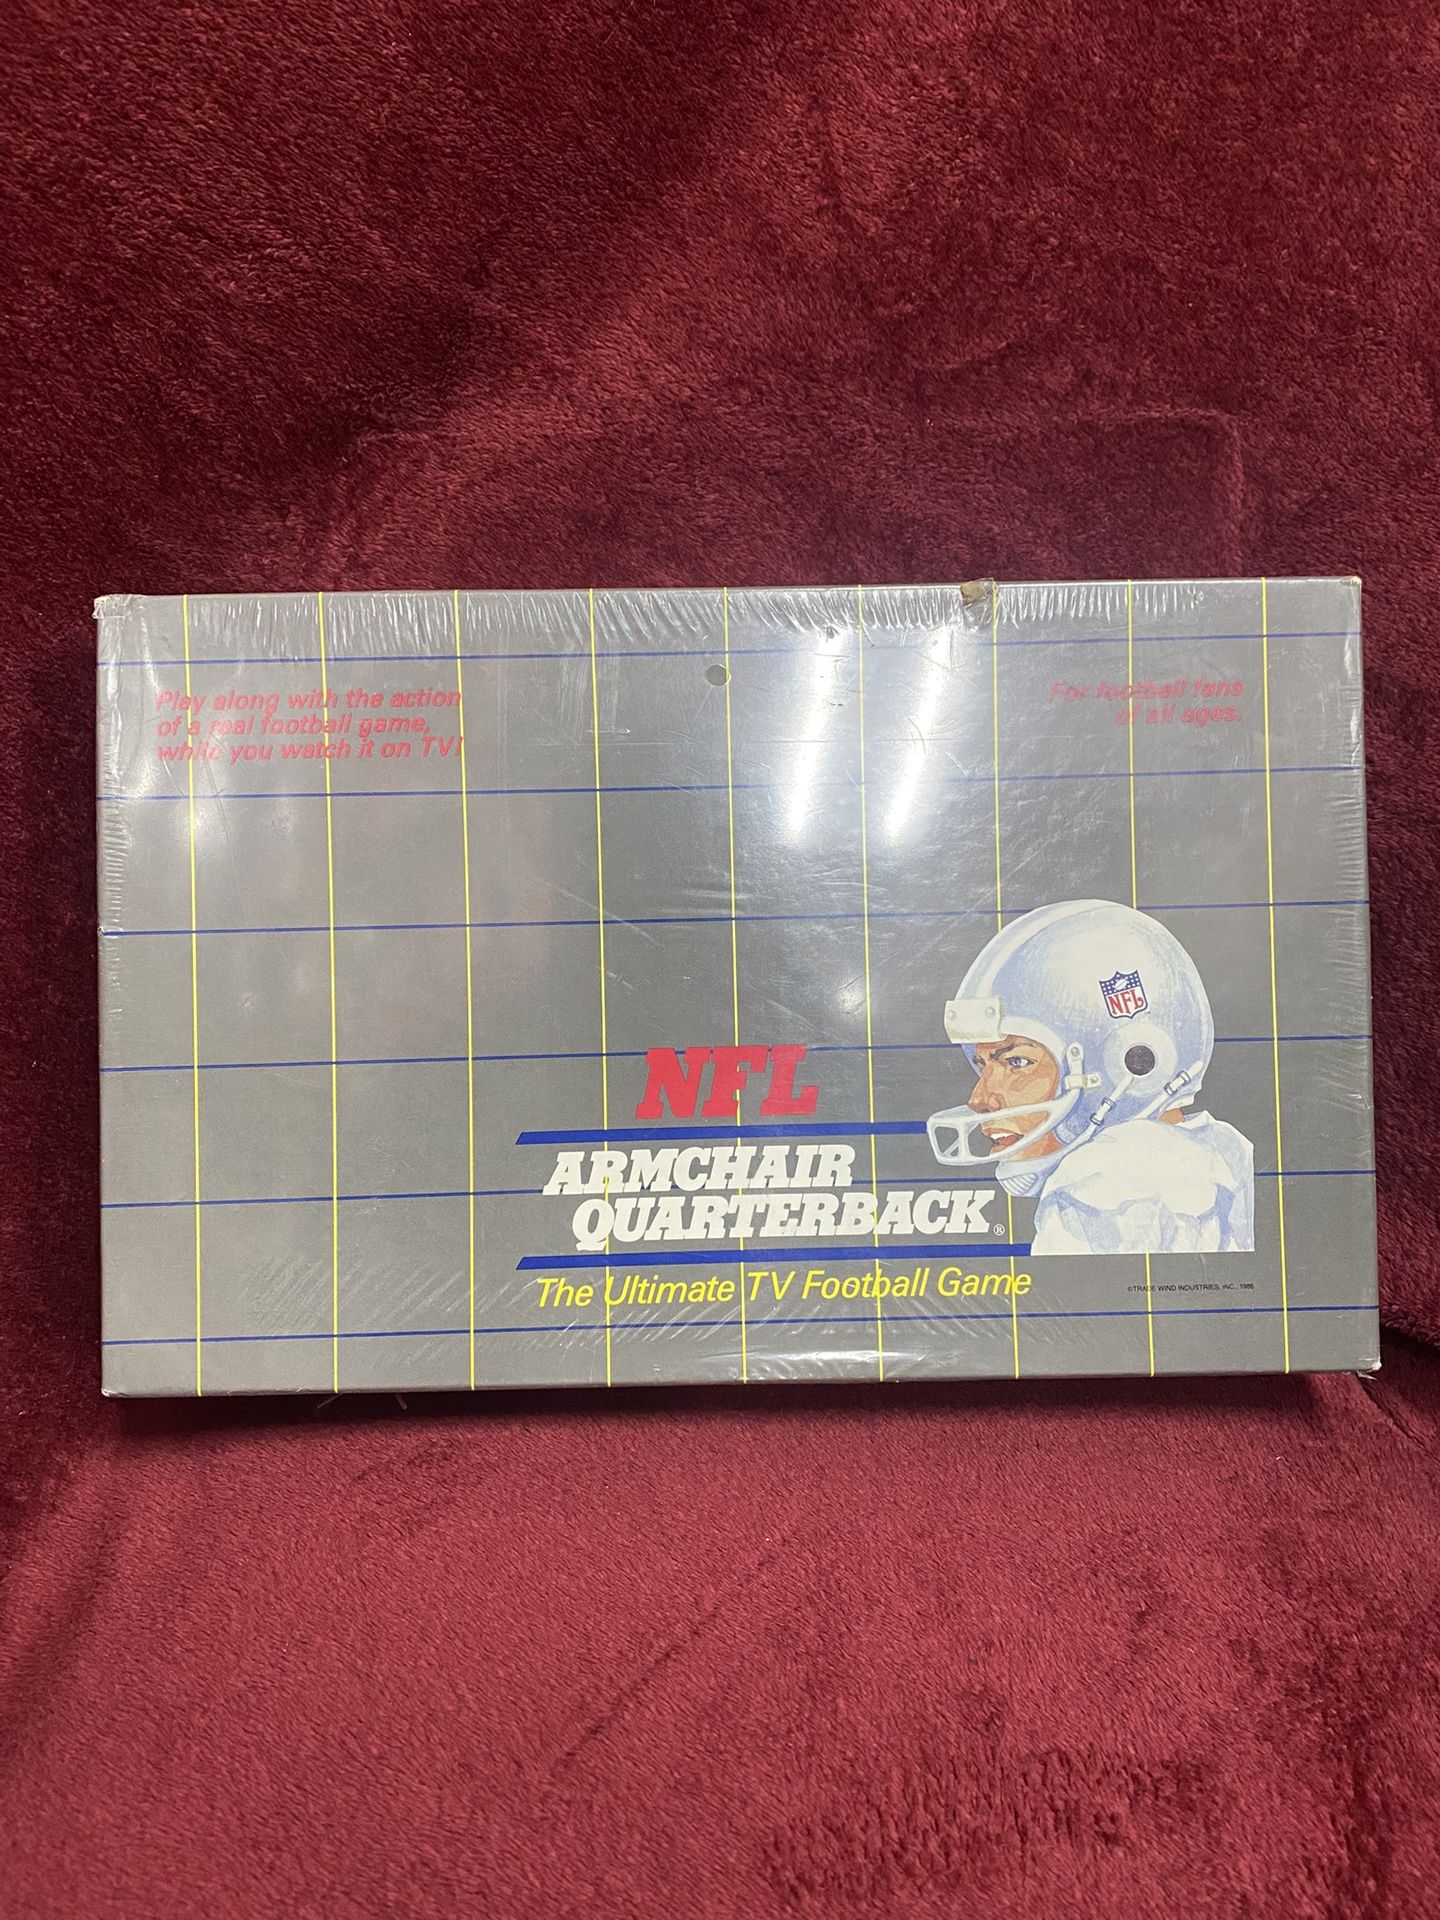 Play along with the action
of a real football game,
while you watch it on TV!
For football fans
of all ages.
NFL
NFL
ARMCHAIR
QUARTERBACK®
The Ultimate TV Football Game
©TRADE WIND INDUSTRIES, INC., 1986